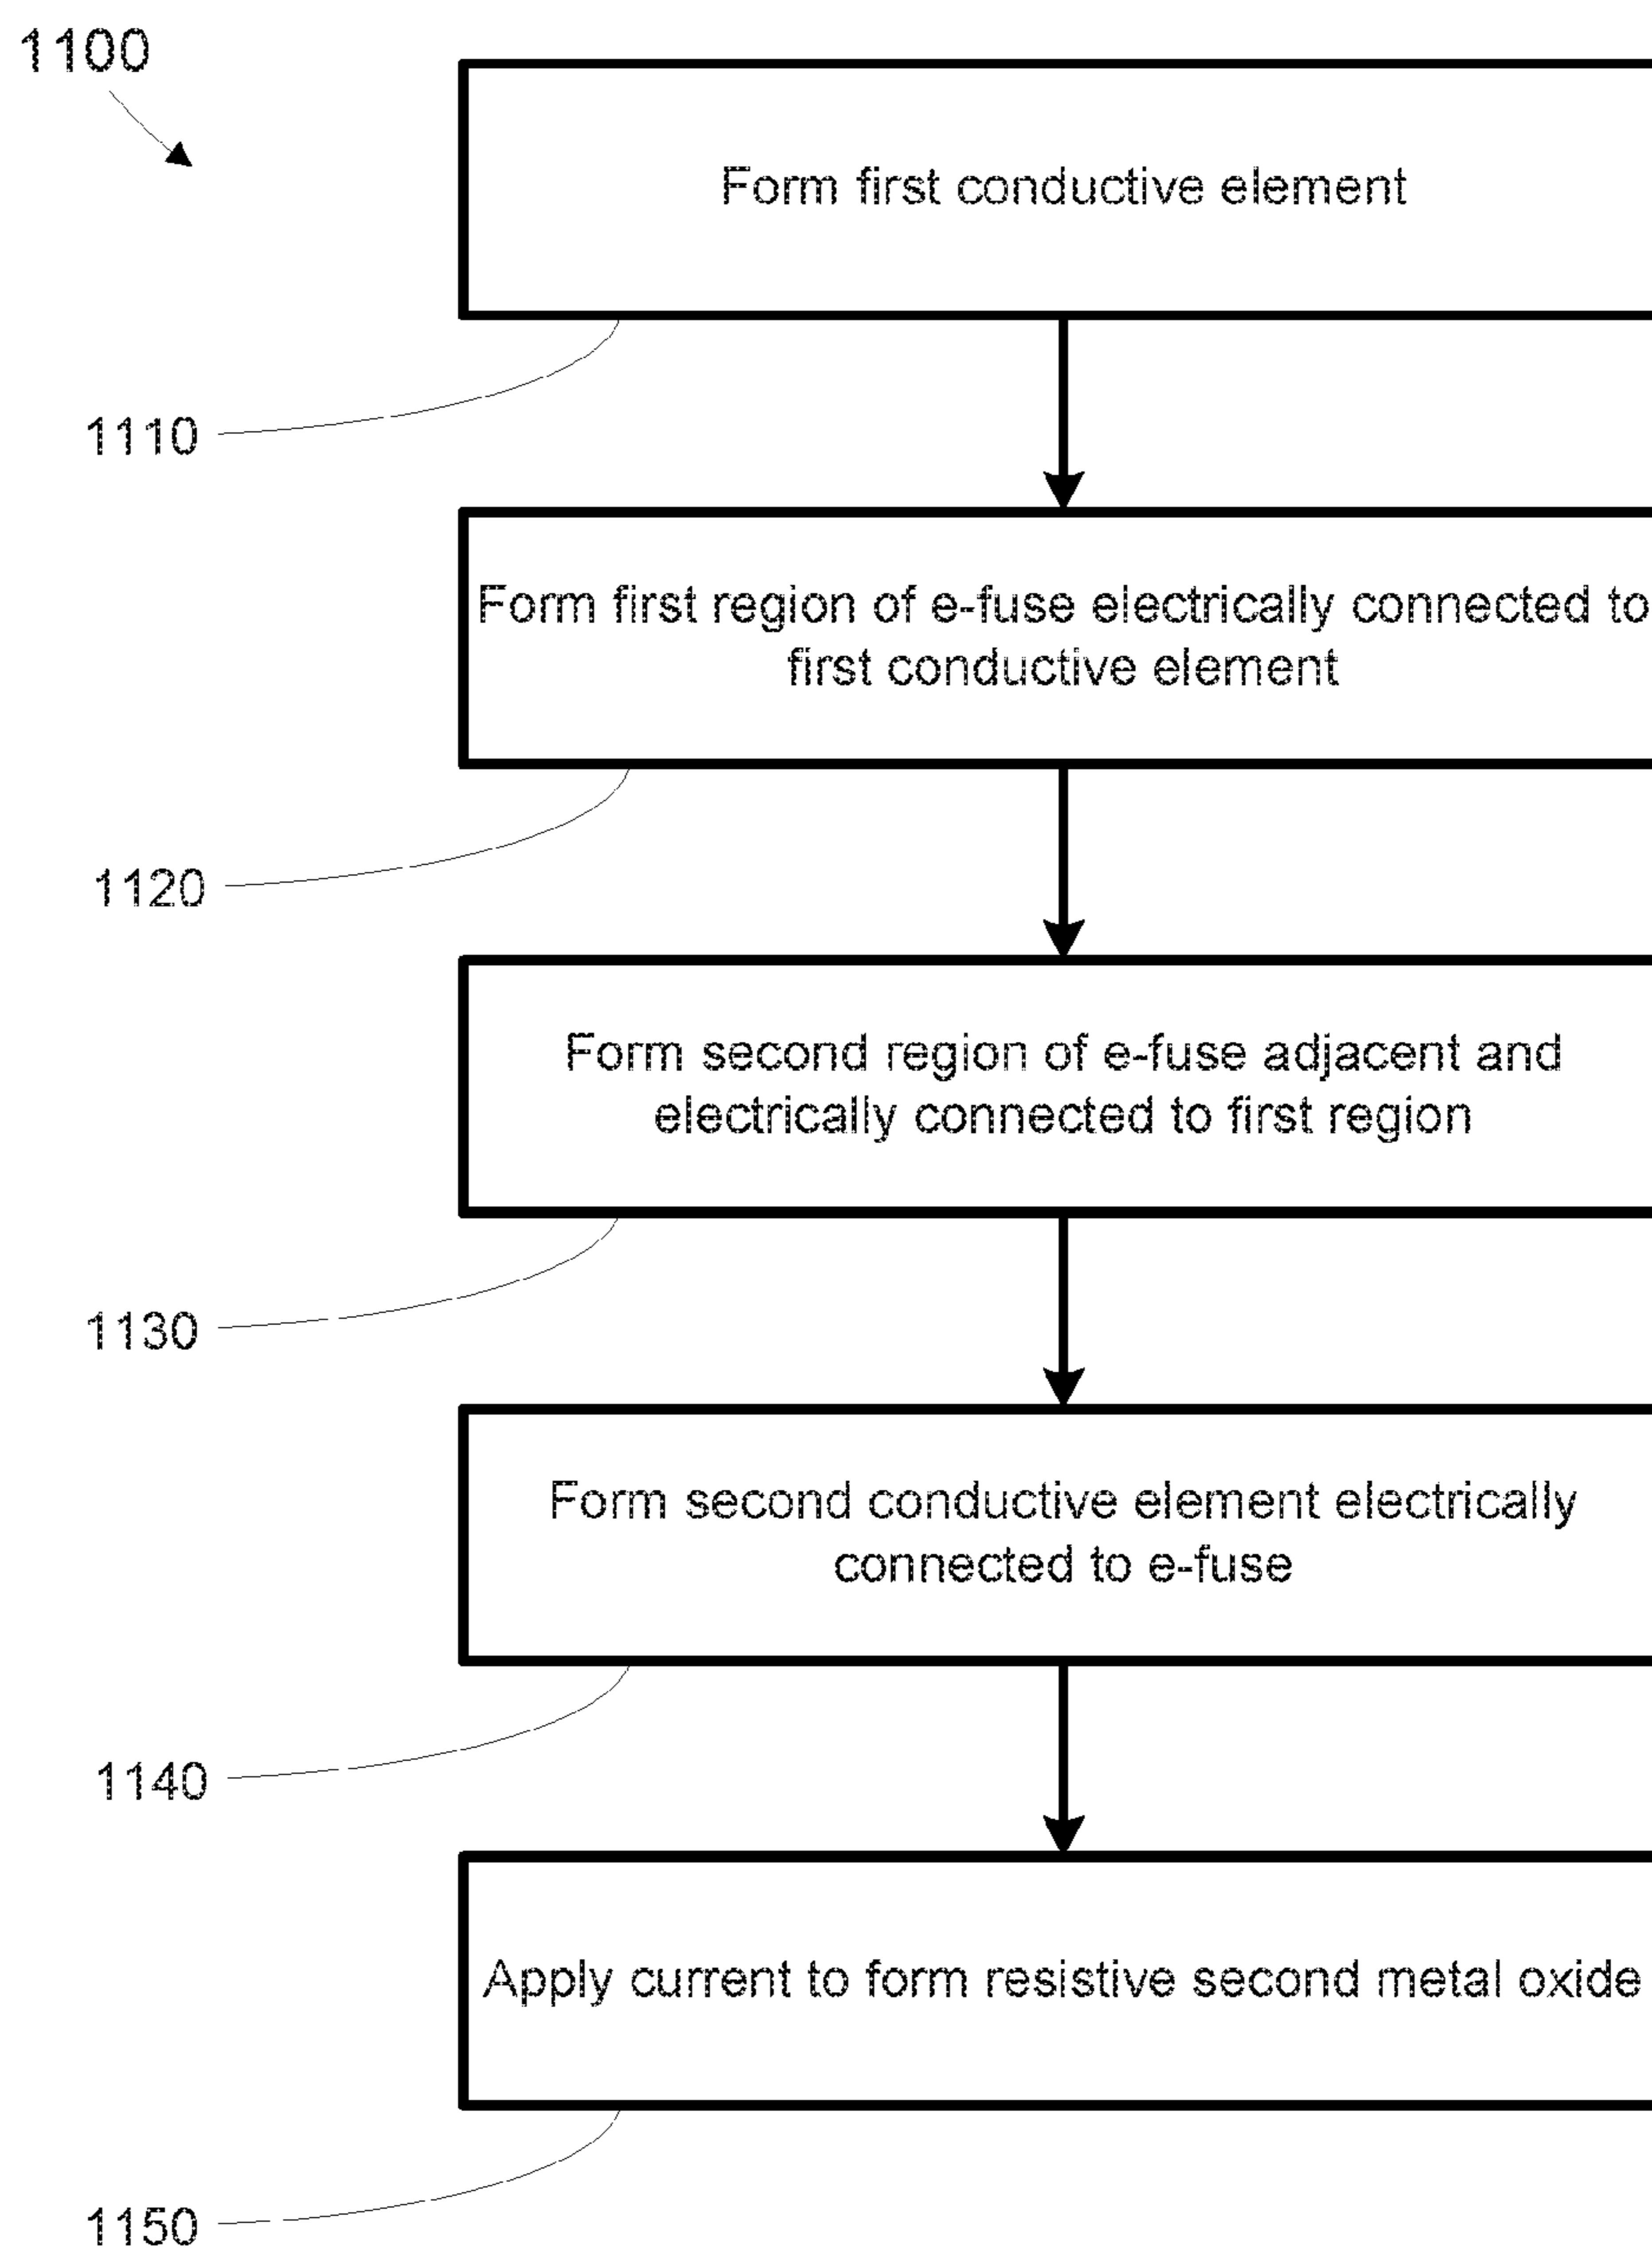 1100
Form first conductive element
1110
Form first region of e-fuse electrically connected to
first conductive element
1120
Form second region of e-fuse adjacent and
electrically connected to first region
1130
Form second conductive element electrically
connected to e-fuse
1140
Apply current to form resistive second metal oxide
1150